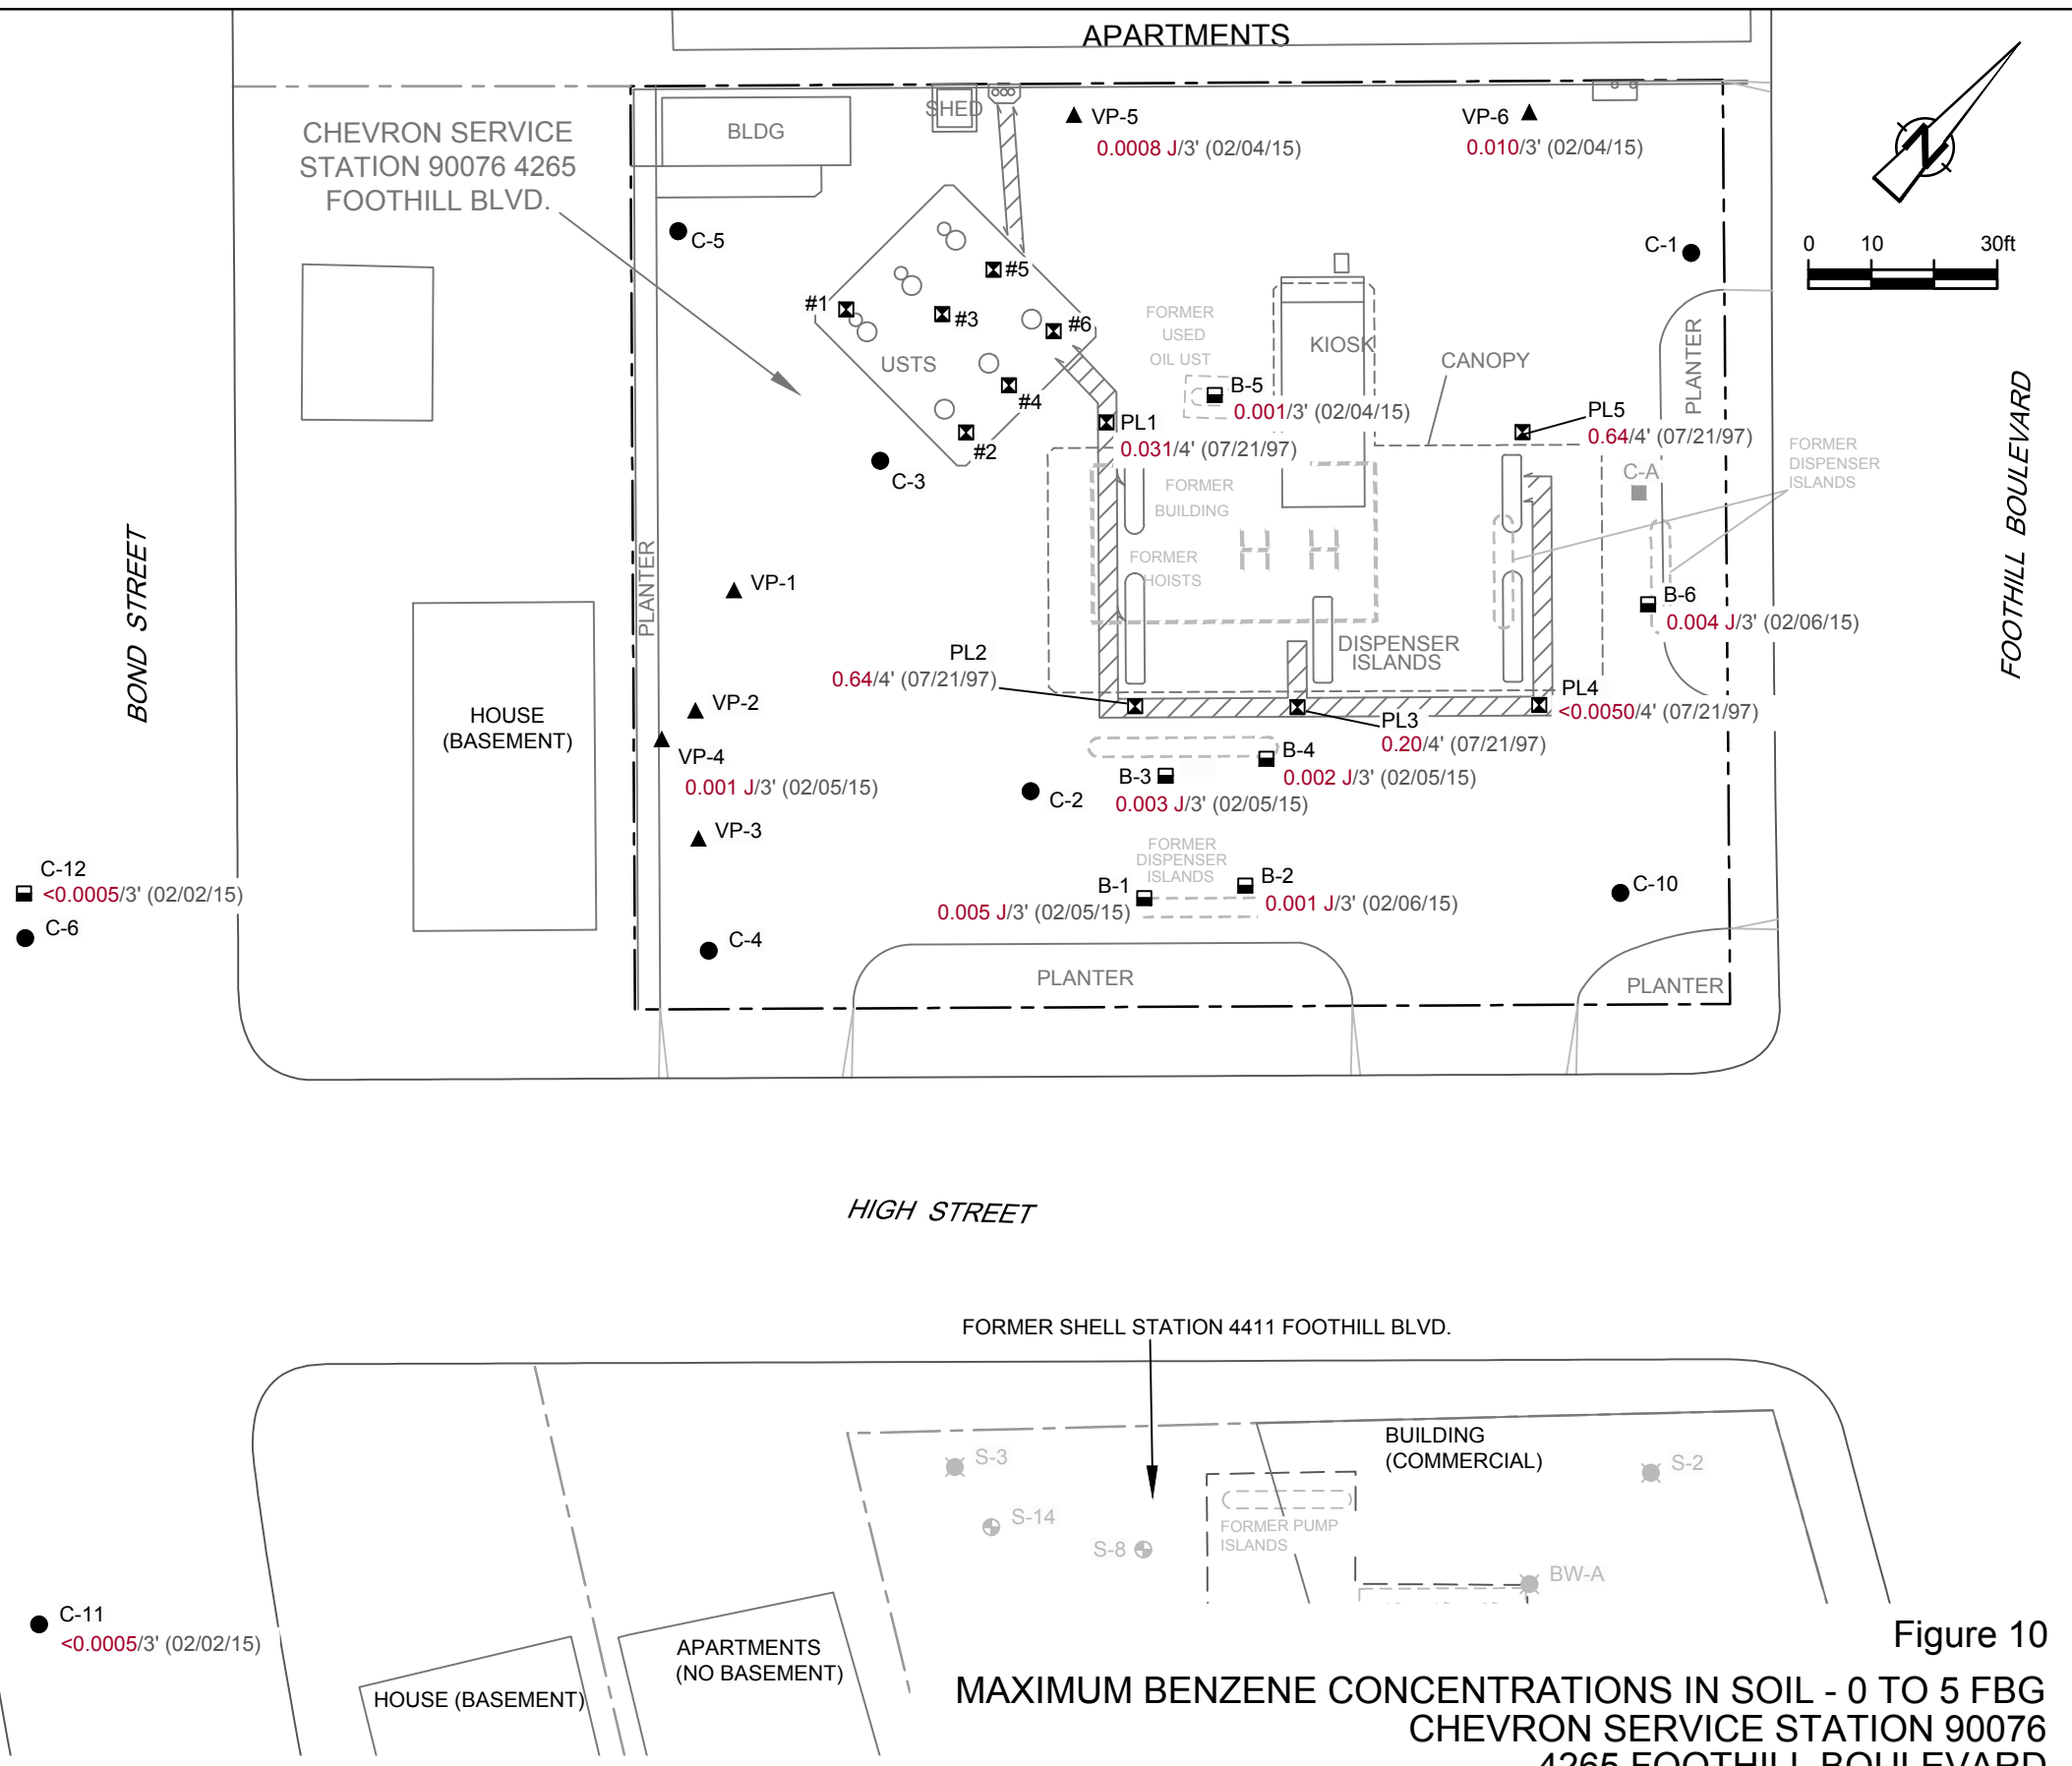 APARTMENTS
CHEVRON SERVICE
STATION 90076 4265
FOOTHILL BLVD.
BLDG
SHED
VP-5
0.0008 J/3' (02/04/15)
VP-6
0.010/3' (02/04/15)
N
0 10 30ft
C-5
C-1
#5
#1
#3
#6
USTS
#4
#2
C-3
FORMER
USED
OIL UST
KIOSK
CANOPY
PLANTER
B-5
0.001/3' (02/04/15)
PL1
0.031/4' (07/21/97)
PL5
0.64/4' (07/21/97)
FORMER
DISPENSER
ISLANDS
C-A
FORMER
BUILDING
FORMER
HOISTS
BOND STREET
FOOTHILL BOULEVARD
PLANTER
VP-1
B-6
0.004 J/3' (02/06/15)
DISPENSER
ISLANDS
PL2
0.64/4' (07/21/97)
PL4
<0.0050/4' (07/21/97)
PL3
0.20/4' (07/21/97)
HOUSE
(BASEMENT)
VP-2
VP-4
0.001 J/3' (02/05/15)
B-4
0.002 J/3' (02/05/15)
B-3
0.003 J/3' (02/05/15)
C-2
VP-3
FORMER
DISPENSER
ISLANDS
C-12
<0.0005/3' (02/02/15)
C-6
B-1
0.005 J/3' (02/05/15)
B-2
0.001 J/3' (02/06/15)
C-10
C-4
PLANTER
PLANTER
HIGH STREET
FORMER SHELL STATION 4411 FOOTHILL BLVD.
BUILDING
(COMMERCIAL)
S-3
S-2
S-14
S-8
FORMER PUMP
ISLANDS
BW-A
C-11
<0.0005/3' (02/02/15)
APARTMENTS
(NO BASEMENT)
HOUSE (BASEMENT)
Figure 10
MAXIMUM BENZENE CONCENTRATIONS IN SOIL - 0 TO 5 FBG
CHEVRON SERVICE STATION 90076
4265 FOOTHILL BOULEVARD